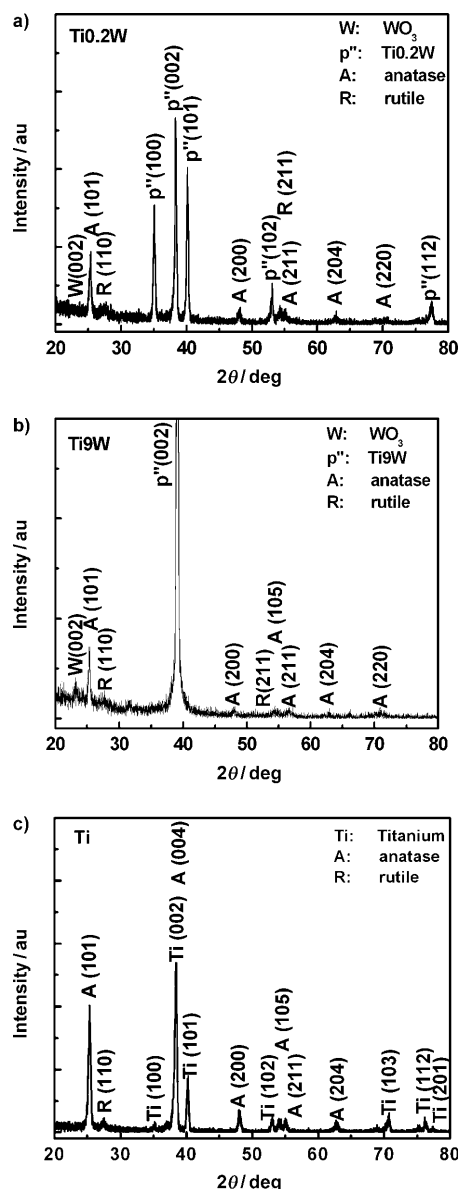 a)
Ti0.2W
W: WO3
p": Ti0.2W
A: anatase
R: rutile
W(002)
A (101)
R (110)
p"(100)
p"(002)
p"(101)
A (200)
p"(102)
R (211)
A (211)
A (204)
A (220)
p"(112)
Intensity / au
20 30 40 50 60 70 80
2θ / deg
b)
Ti9W
W: WO3
p": Ti9W
A: anatase
R: rutile
W(002)
A (101)
R (110)
p"(002)
A (200)
R(211)
A (105)
A (211)
A (204)
A (220)
Intensity / au
20 30 40 50 60 70 80
2θ / deg
c)
Ti
Ti: Titanium
A: anatase
R: rutile
A (101)
R (110)
Ti (100)
Ti (002) A (004)
Ti (101)
A (200)
Ti (102)
A (105)
A (211)
A (204)
Ti (103)
Ti (112)
Ti (201)
Intensity / au
20 30 40 50 60 70 80
2θ / deg